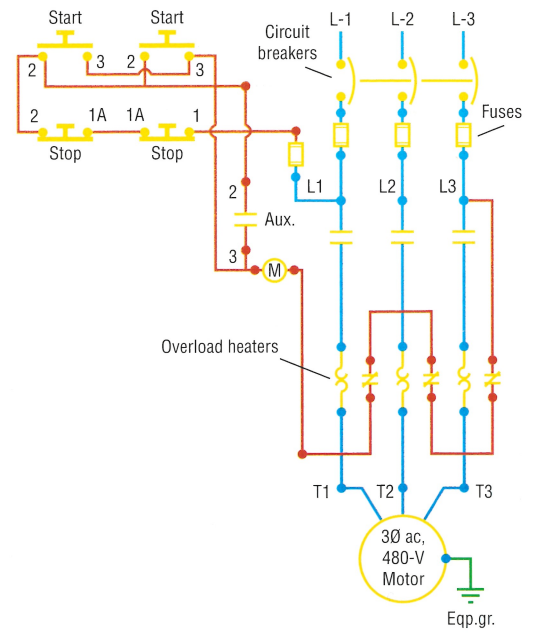 Start
Start
L-1
L-2
L-3
Circuit
breakers
2
3
2
3
Fuses
2
1A
1A
1
Stop
Stop
L1
L2
L3
2
Aux.
3
M
Overload heaters
T1
T2
T3
3Ø ac,
480-V
Motor
Eqp.gr.